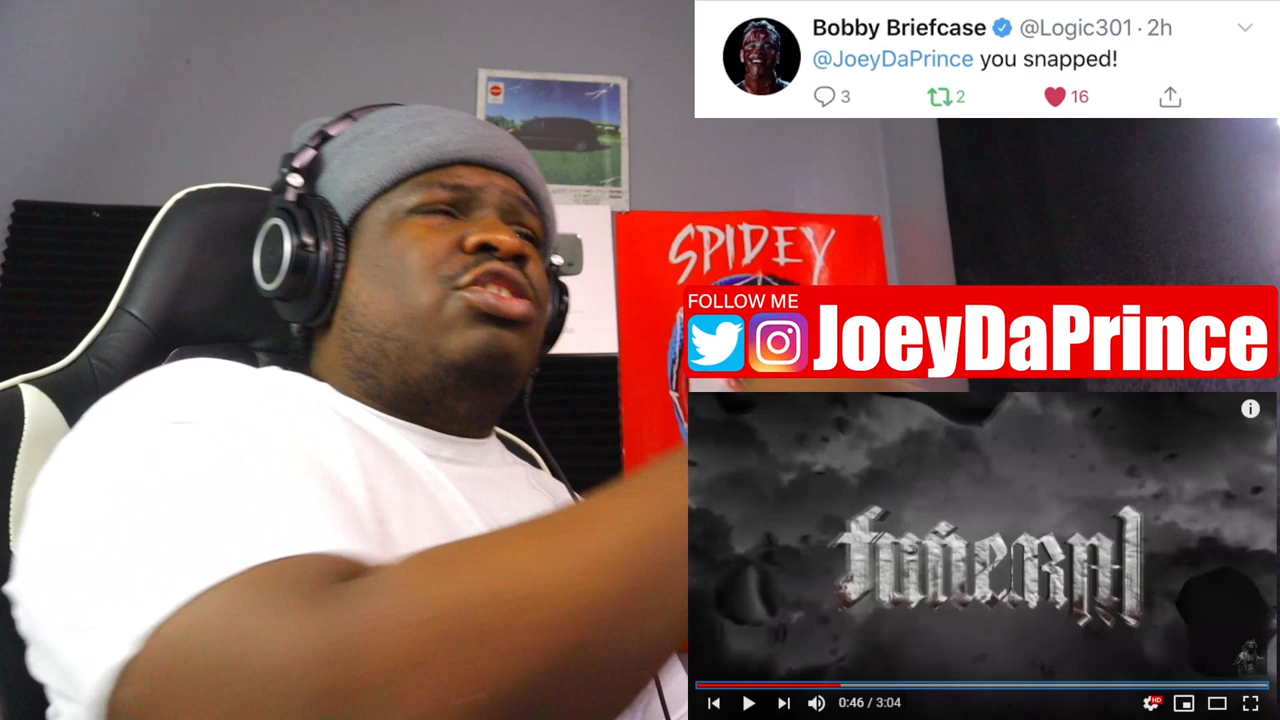 Bobby Briefcase @Logic301 · 2h
@JoeyDaPrince you snapped!
3 2 16
SPIDEY
FOLLOW ME
JoeyDaPrince
i
funeral
0:46 / 3:04
HD